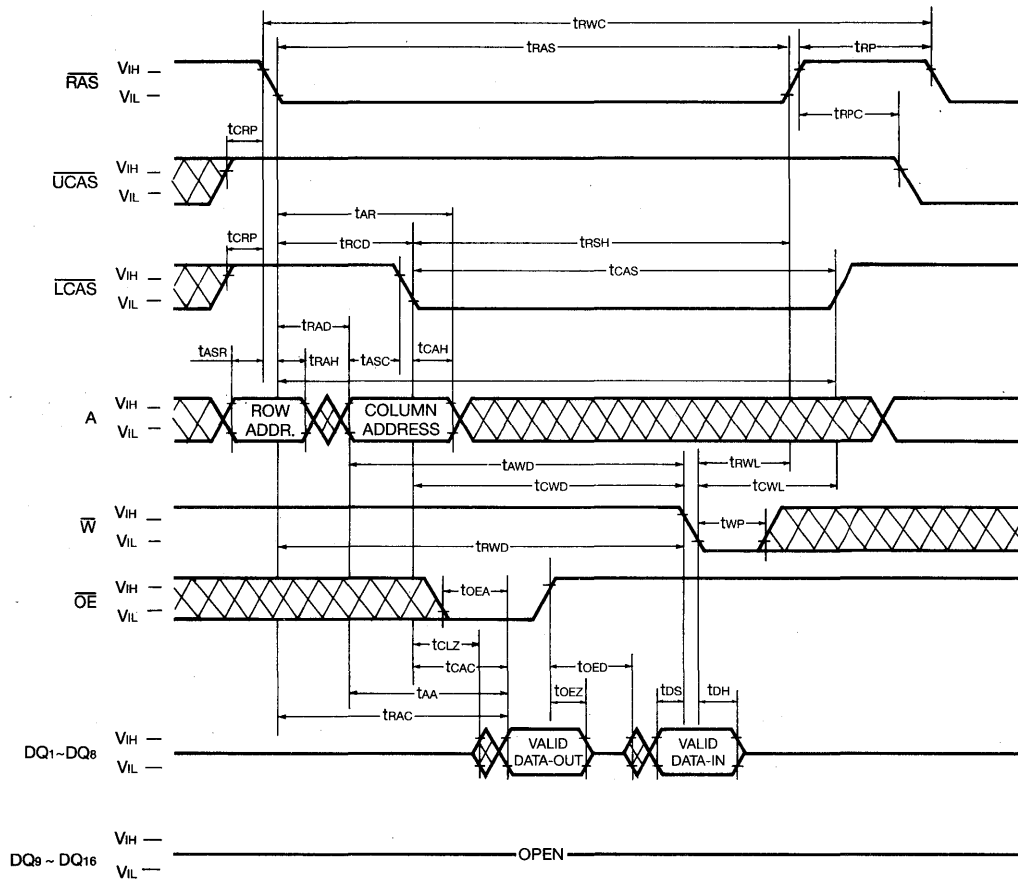 tRWC
tRAS
tRP
RAS
VIH
VIL
tRPC
tCRP
UCAS
VIH
VIL
tAR
tCRP
tRCD
tRSH
tCAS
LCAS
VIH
VIL
tRAD
tASR
tRAH
tASC
tCAH
A
VIH
VIL
ROW ADDR.
COLUMN ADDRESS
tAWD
tRWL
tCWD
tCWL
W
VIH
VIL
tWP
tRWD
OE
VIH
VIL
tOEA
tCLZ
tCAC
tOED
tAA
tOEZ
tDS
tDH
tRAC
DQ1~DQ8
VIH
VIL
VALID DATA-OUT
VALID DATA-IN
DQ9 ~ DQ16
VIH
VIL
OPEN